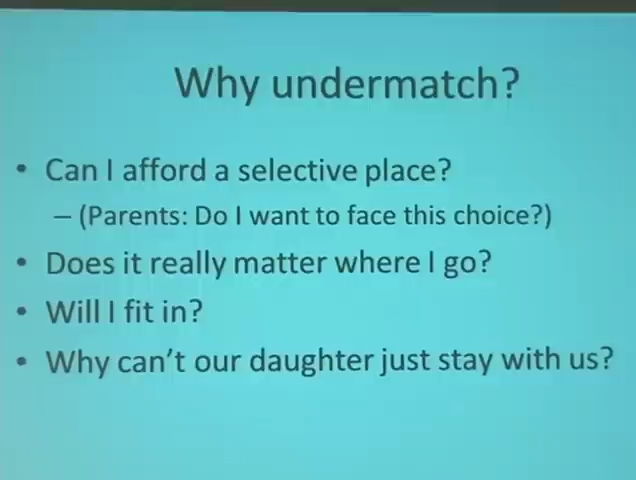 Why undermatch?
• Can I afford a selective place?
– (Parents: Do I want to face this choice?)
• Does it really matter where I go?
• Will I fit in?
• Why can't our daughter just stay with us?